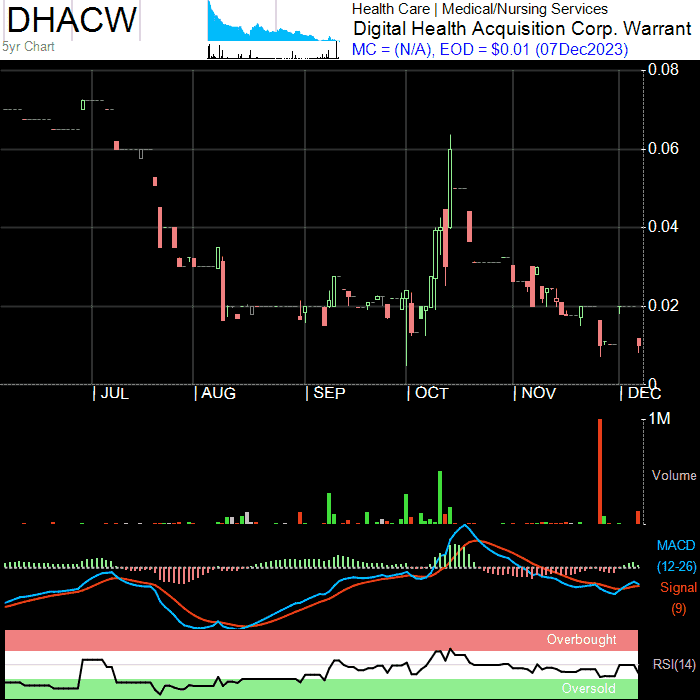 DHACW
5yr Chart
Health Care | Medical/Nursing Services
Digital Health Acquisition Corp. Warrant
MC = (N/A), EOD = $0.01 (07Dec2023)
0.08
0.06
0.04
0.02
0
JUL AUG SEP OCT NOV DEC
1M
Volume
MACD
(12-26)
Signal
(9)
Overbought
RSI(14)
Oversold